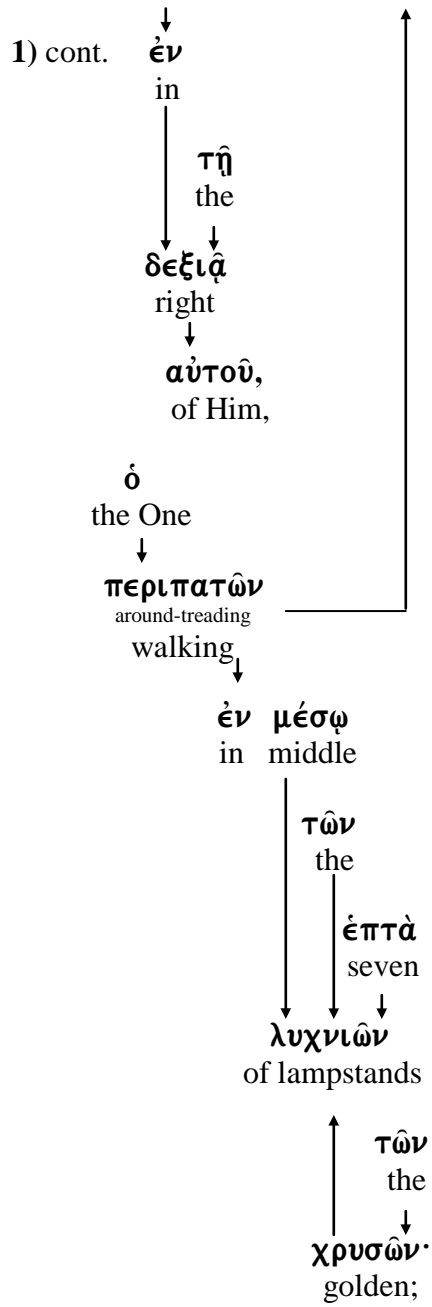 1) cont. ἐν
in
τῇ
the
δεξιᾷ
right
αὐτοῦ,
of Him,
ὁ
the One
περιπατῶν
around-treading
walking
ἐν μέσῳ
in middle
τῶν
the
ἑπτὰ
seven
λυχνιῶν
of lampstands
τῶν
the
χρυσῶν·
golden;